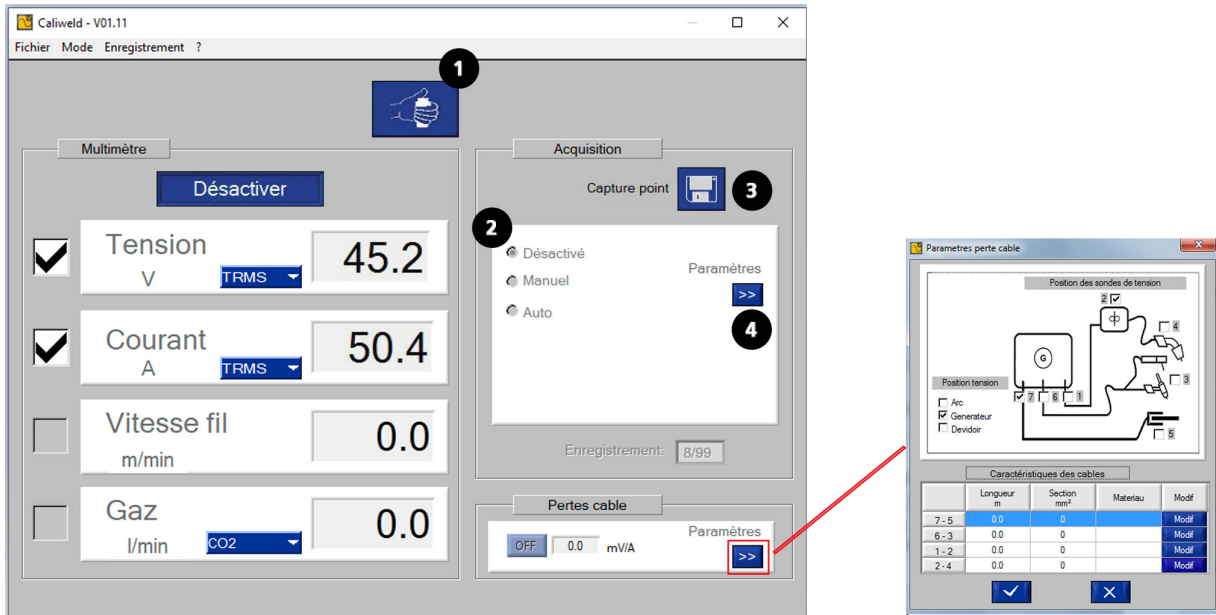 Caliweld - V01.11
Fichier Mode Enregistrement ?
1
Multimètre
Désactiver
Tension
V
TRMS
45.2
Courant
A
TRMS
50.4
Vitesse fil
m/min
0.0
Gaz
l/min
CO2
0.0
Acquisition
Capture point
3
2
Désactivé
Manuel
Auto
Paramètres
>>
4
Enregistrement: 8/99
Pertes cable
OFF 0.0 mV/A
Paramètres
>>
Parametres perte cable
Position des sondes de tension
2
4
G
3
Position tension
7 6 1
Arc
Generateur
Devidoir
5
Caractéristiques des cables
Longueur m Section mm² Materiau Modif
7 - 5 0.0 0 Modif
6 - 3 0.0 0 Modif
1 - 2 0.0 0 Modif
2 - 4 0.0 0 Modif